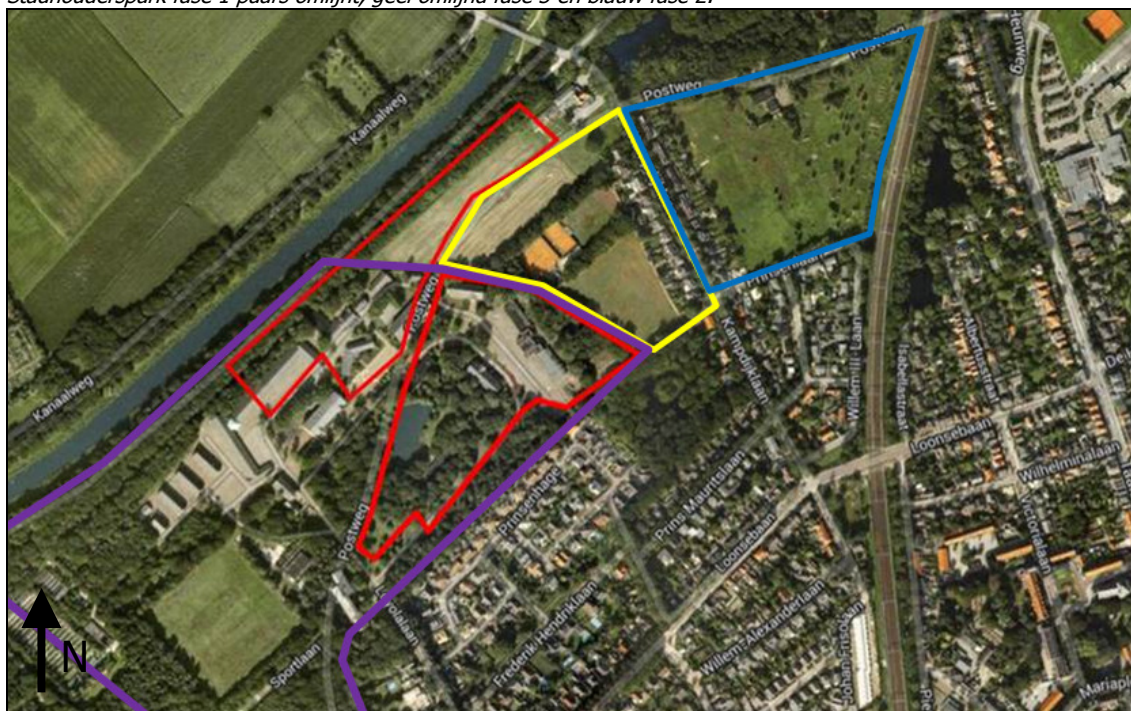 Stadhouderspark fase 1 paars omlijnt, geel omlijnd fase 3 en blauw fase 2.
Postweg
Postweg
Kanaalweg
Postweg
Prinsenlaan
Kampdijklaan
Willem III Laan
Isabellastraat
Albertusstraat
Kanaalweg
Loonsebaan
Wilhelminalaan
Victorialaan
Prinsenhage
Prins Mauritslaan
Loonsebaan
Postweg
Frederik Hendriklaan
Willem-Alexanderlaan
Johan Frisolaan
Sportlaan
Pie
Mariapl
N